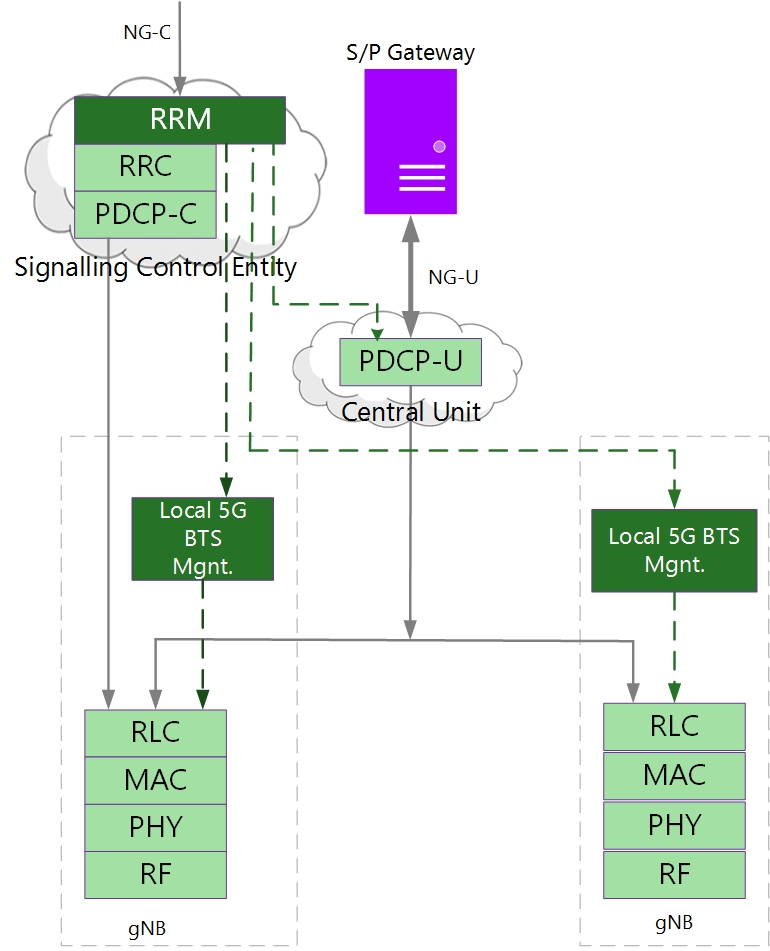 NG-C
S/P Gateway
RRM
RRC
PDCP-C
Signalling Control Entity
NG-U
PDCP-U
Central Unit
Local 5G
BTS
Mgnt.
Local 5G BTS
Mgnt.
RLC
MAC
PHY
RF
gNB
RLC
MAC
PHY
RF
gNB